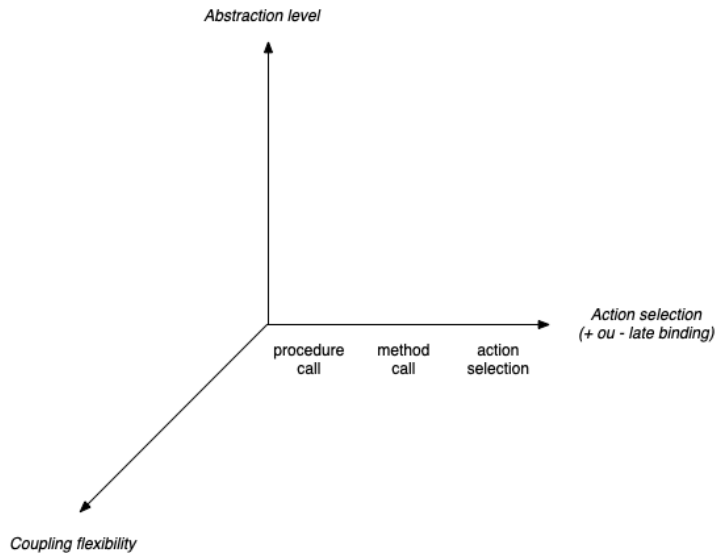 Abstraction level
Action selection
(+ ou - late binding)
procedure
call
method
call
action
selection
Coupling flexibility